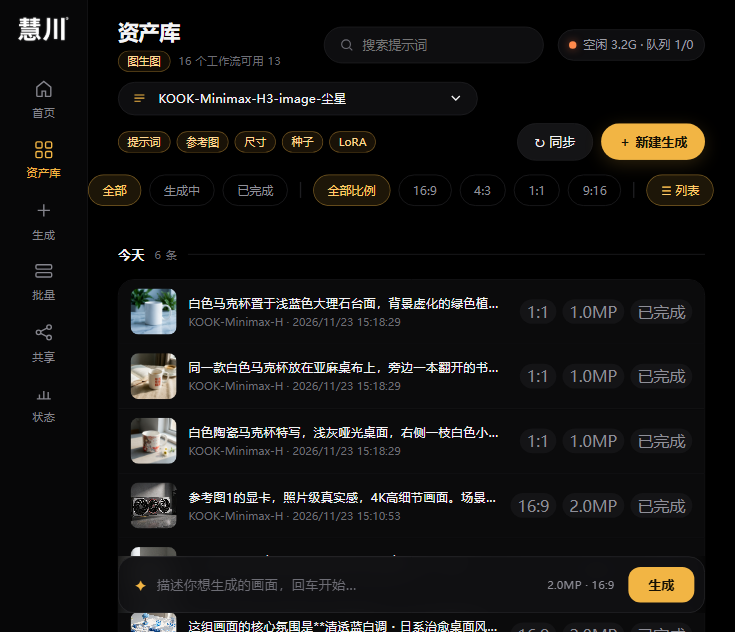 慧川
首页
资产库
生成
批量
共享
状态
资产库
图生图 16 个工作流可用 13
搜索提示词
空闲 3.2G · 队列 1/0
KOOK-Minimax-H3-image-尘星
提示词 参考图 尺寸 种子 LoRA
↻ 同步
+ 新建生成
全部 生成中 已完成 全部比例 16:9 4:3 1:1 9:16 ☰ 列表
今天 6 条
白色马克杯置于浅蓝色大理石台面，背景虚化的绿色植...
KOOK-Minimax-H · 2026/11/23 15:18:29
1:1 1.0MP 已完成
同一款白色马克杯放在亚麻桌布上，旁边一本翻开的书...
KOOK-Minimax-H · 2026/11/23 15:18:29
1:1 1.0MP 已完成
白色陶瓷马克杯特写，浅灰哑光桌面，右侧一枝白色小...
KOOK-Minimax-H · 2026/11/23 15:18:29
1:1 1.0MP 已完成
参考图1的显卡，照片级真实感，4K高细节画面。场景...
KOOK-Minimax-H · 2026/11/23 15:10:53
16:9 2.0MP 已完成
描述你想生成的画面，回车开始...
2.0MP · 16:9
生成
这组画面的核心氛围是**清透蓝白调・日系治愈桌面风...
16:9 2.0MP 已完成